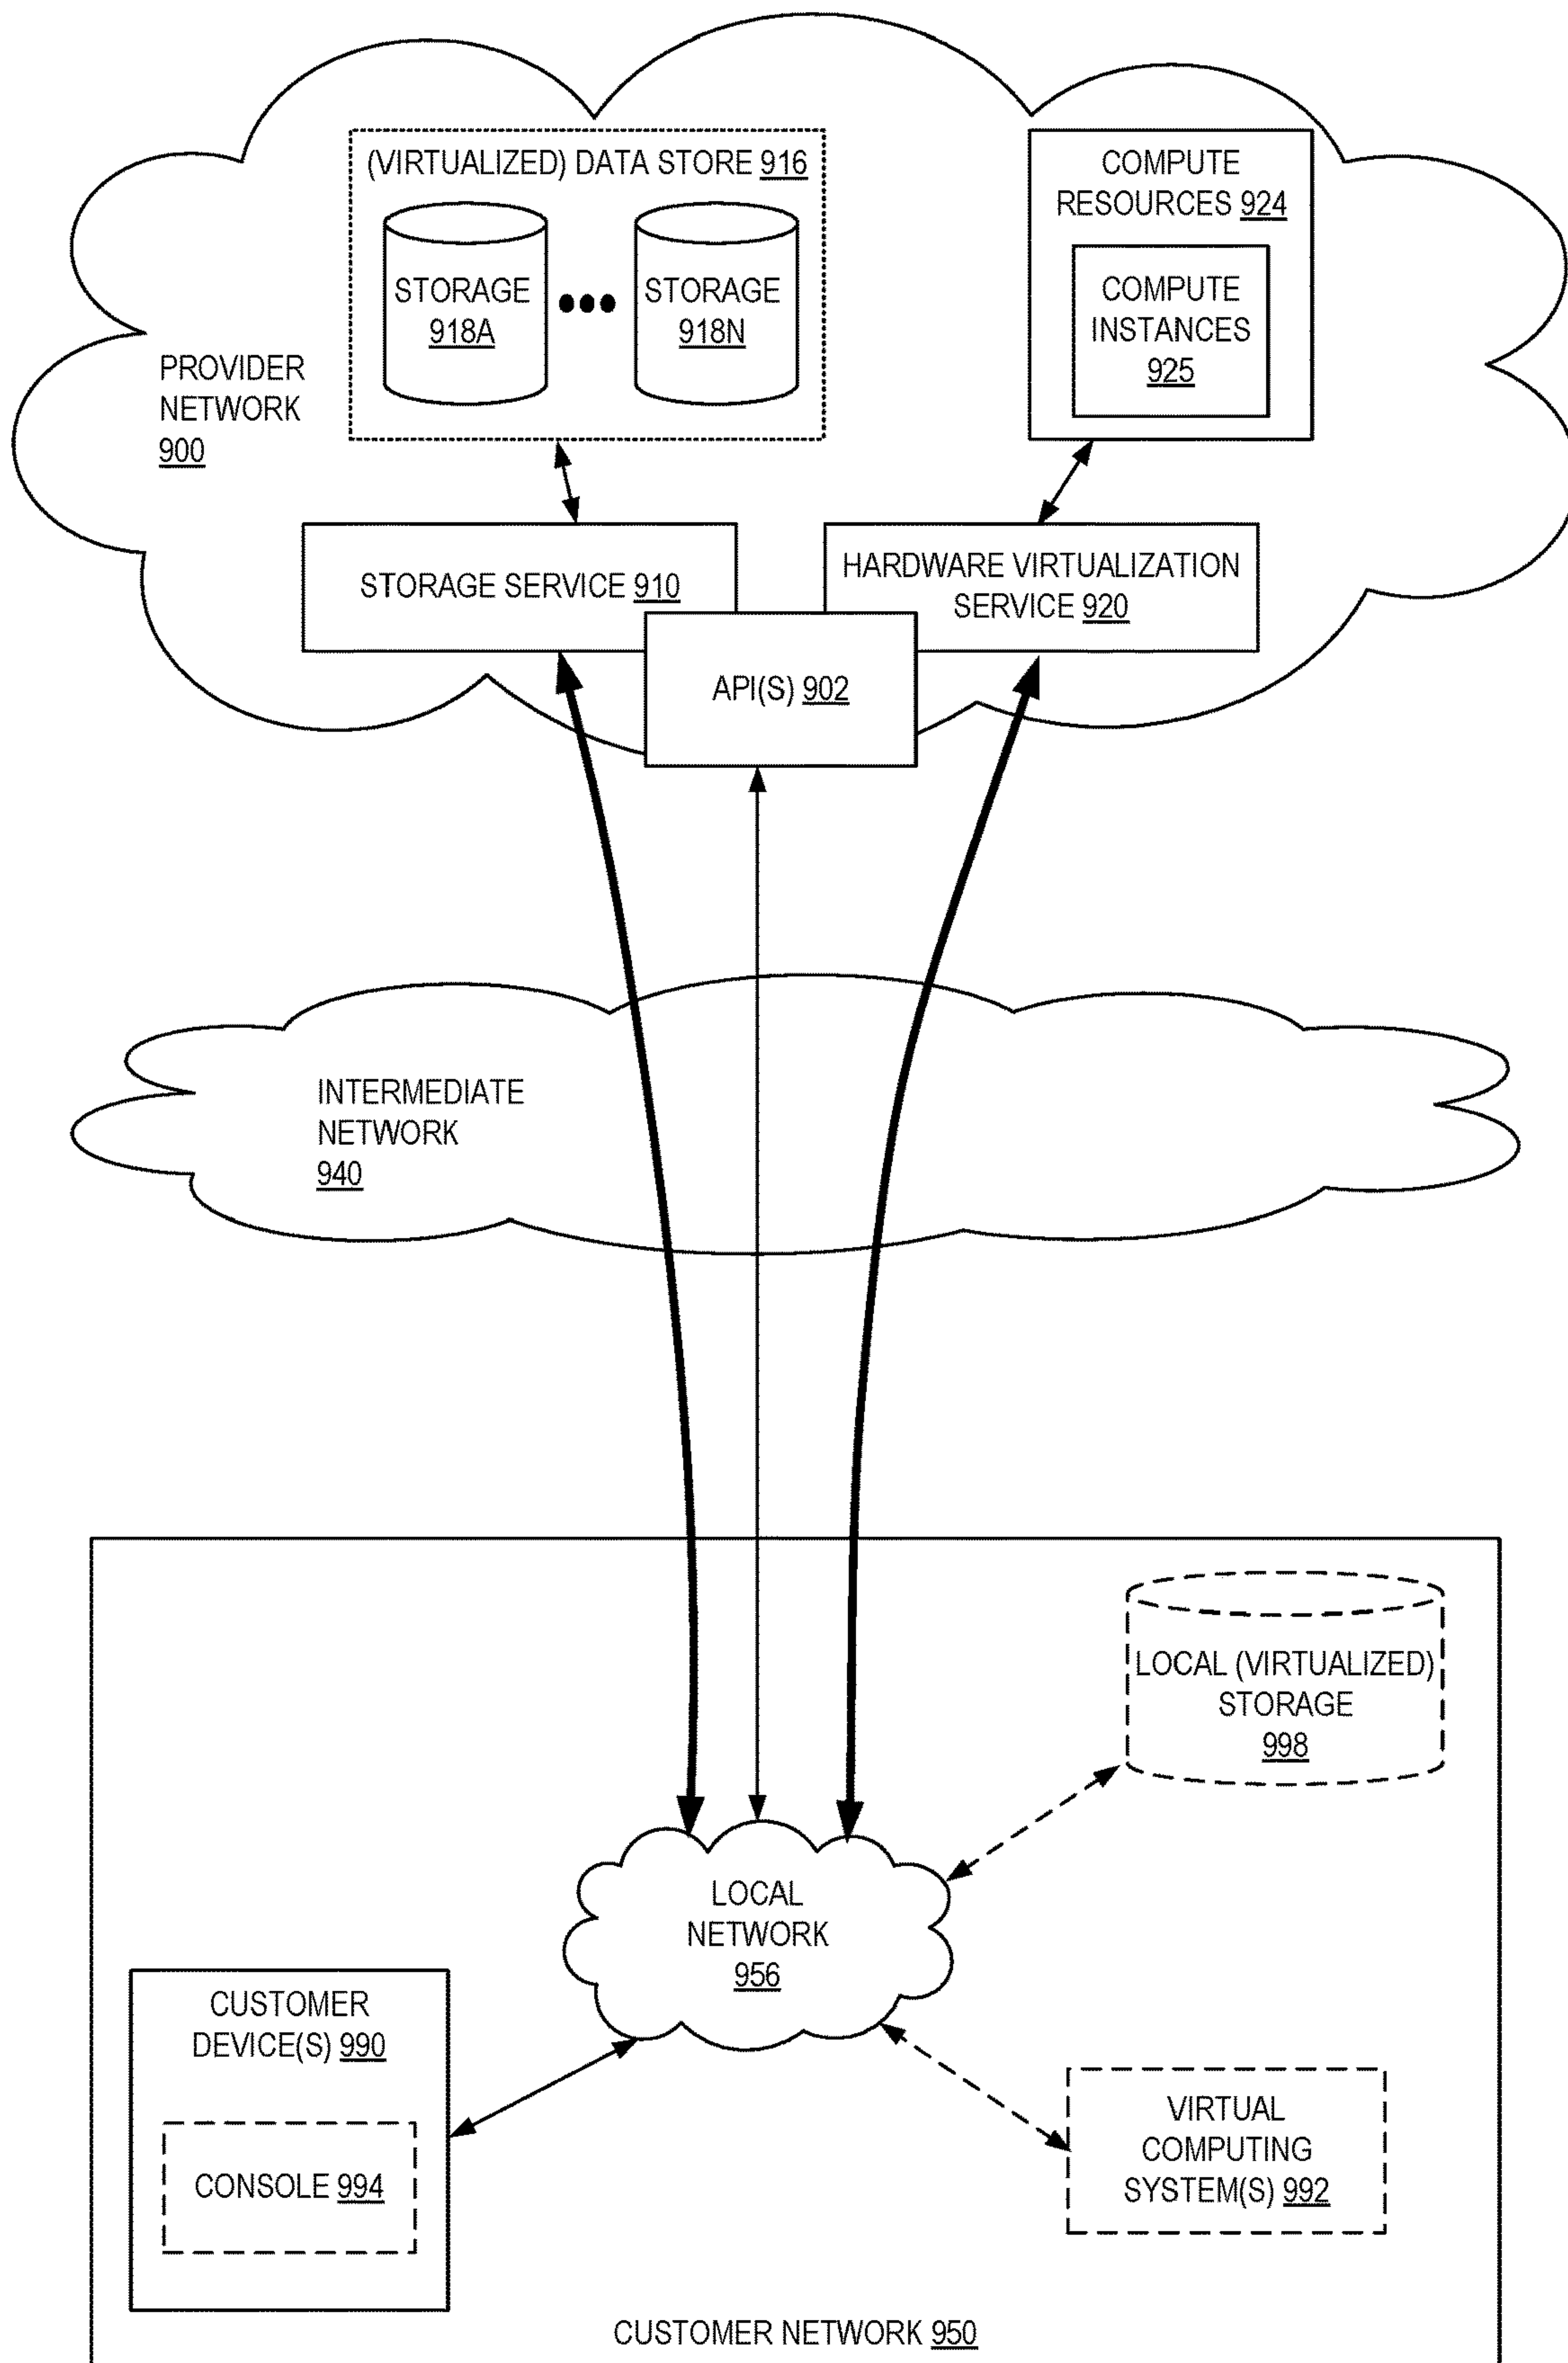 (VIRTUALIZED) DATA STORE 916
STORAGE
918A
STORAGE
918N
COMPUTE
RESOURCES 924
COMPUTE
INSTANCES
925
PROVIDER
NETWORK
900
STORAGE SERVICE 910
HARDWARE VIRTUALIZATION
SERVICE 920
API(S) 902
INTERMEDIATE
NETWORK
940
LOCAL (VIRTUALIZED)
STORAGE
998
LOCAL
NETWORK
956
CUSTOMER
DEVICE(S) 990
CONSOLE 994
VIRTUAL
COMPUTING
SYSTEM(S) 992
CUSTOMER NETWORK 950